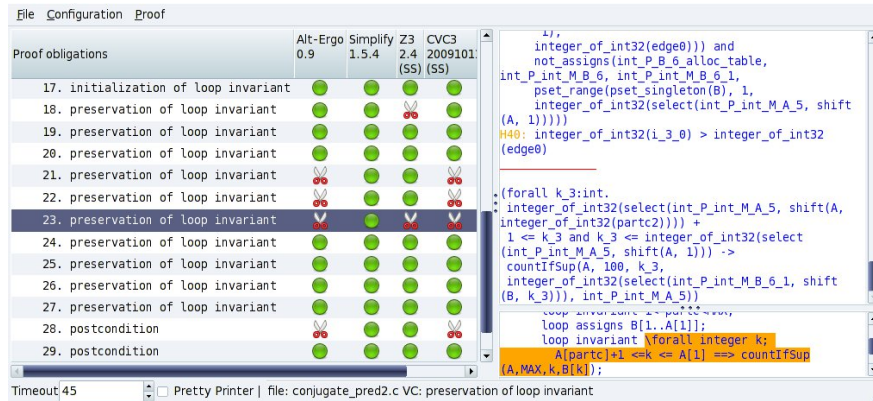 File Configuration Proof
Proof obligations
Alt-Ergo 0.9
Simplify 1.5.4
Z3 2.4 (SS)
CVC3 2009101 (SS)
17. initialization of loop invariant
18. preservation of loop invariant
19. preservation of loop invariant
20. preservation of loop invariant
21. preservation of loop invariant
22. preservation of loop invariant
23. preservation of loop invariant
24. preservation of loop invariant
25. preservation of loop invariant
26. preservation of loop invariant
27. preservation of loop invariant
28. postcondition
29. postcondition
1),
integer_of_int32(edge0))) and
not_assigns(int_P_B_6_alloc_table,
int_P_int_M_B_6, int_P_int_M_B_6_1,
pset_range(pset_singleton(B), 1,
integer_of_int32(select(int_P_int_M_A_5, shift
(A, 1)))))
H40: integer_of_int32(i_3_0) > integer_of_int32
(edge0)
(forall k_3:int.
integer_of_int32(select(int_P_int_M_A_5, shift(A,
integer_of_int32(partc2)))) +
1 <= k_3 and k_3 <= integer_of_int32(select
(int_P_int_M_A_5, shift(A, 1))) ->
countIfSup(A, 100, k_3,
integer_of_int32(select(int_P_int_M_B_6_1, shift
(B, k_3))), int_P_int_M_A_5))
loop invariant 1<=partc<MAX;
loop assigns B[1..A[1]];
loop invariant \forall integer k;
A[partc]+1 <=k <= A[1] ==> countIfSup
(A,MAX,k,B[k]);
Timeout 45 Pretty Printer | file: conjugate_pred2.c VC: preservation of loop invariant